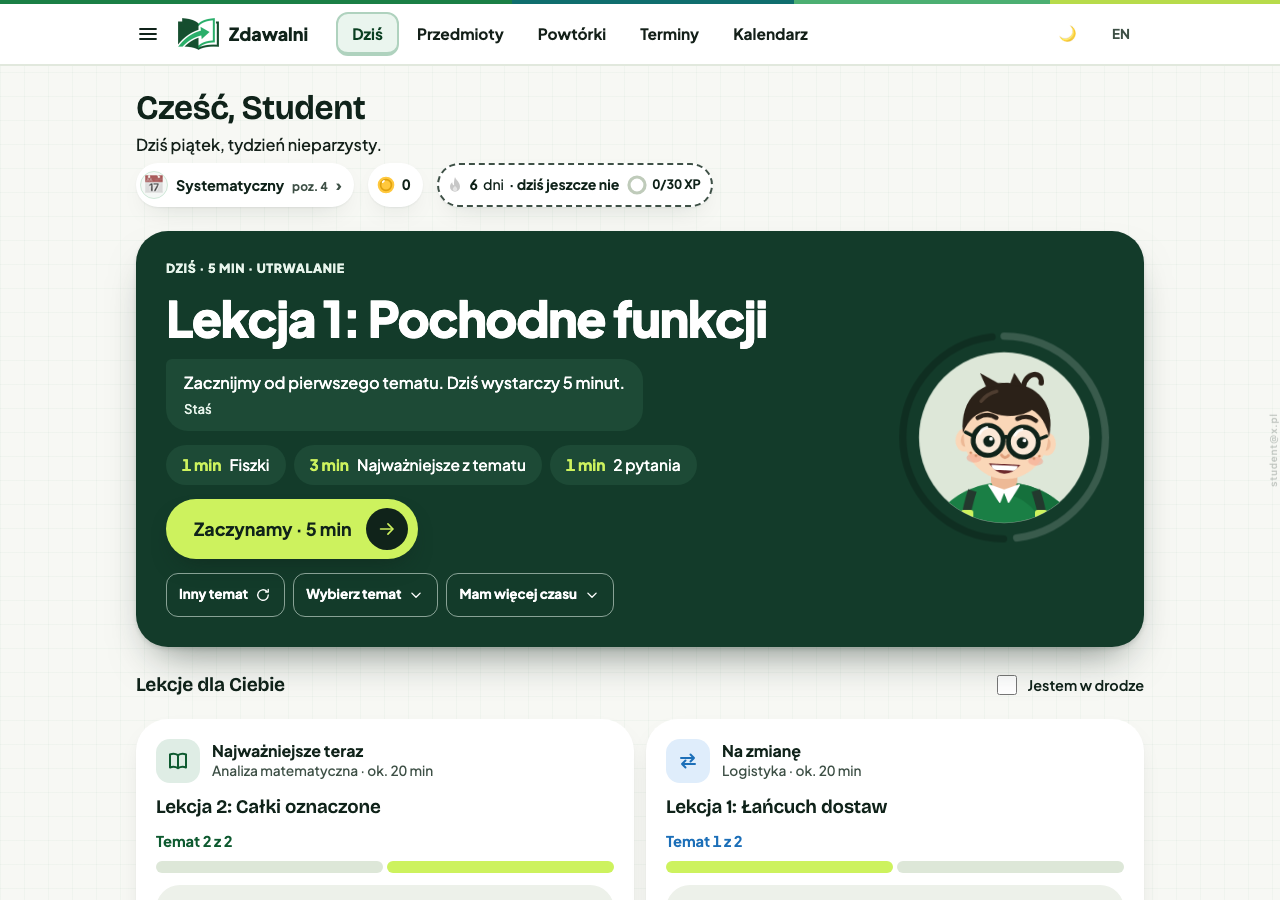 Zdawalni
Dziś
Przedmioty
Powtórki
Terminy
Kalendarz
EN
Cześć, Student
Dziś piątek, tydzień nieparzysty.
17
Systematyczny poz. 4 ›
0
6 dni · dziś jeszcze nie 0/30 XP
DZIŚ · 5 MIN · UTRWALANIE
Lekcja 1: Pochodne funkcji
Zacznijmy od pierwszego tematu. Dziś wystarczy 5 minut.
Staś
1 min Fiszki
3 min Najważniejsze z tematu
1 min 2 pytania
Zaczynamy · 5 min
Inny temat
Wybierz temat
Mam więcej czasu
student@x.pl
Lekcje dla Ciebie
Jestem w drodze
Najważniejsze teraz
Analiza matematyczna · ok. 20 min
Lekcja 2: Całki oznaczone
Temat 2 z 2
Na zmianę
Logistyka · ok. 20 min
Lekcja 1: Łańcuch dostaw
Temat 1 z 2